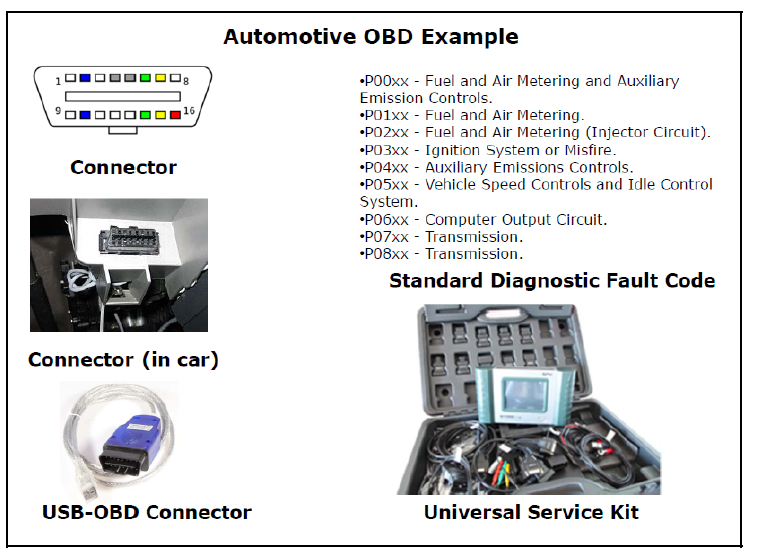 Automotive OBD Example
1
8
9
16
Connector
•P00xx - Fuel and Air Metering and Auxiliary
Emission Controls.
•P01xx - Fuel and Air Metering.
•P02xx - Fuel and Air Metering (Injector Circuit).
•P03xx - Ignition System or Misfire.
•P04xx - Auxiliary Emissions Controls.
•P05xx - Vehicle Speed Controls and Idle Control
System.
•P06xx - Computer Output Circuit.
•P07xx - Transmission.
•P08xx - Transmission.
Standard Diagnostic Fault Code
Connector (in car)
USB-OBD Connector
Universal Service Kit